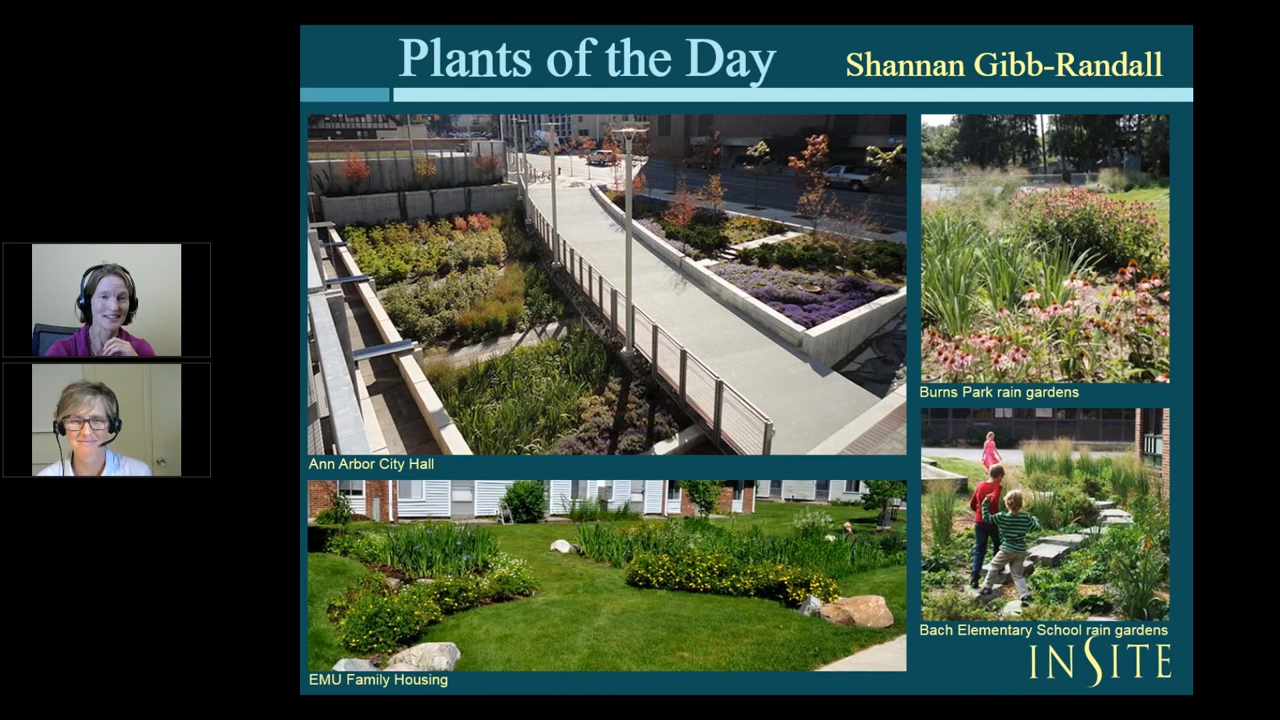 Plants of the Day
Shannan Gibb-Randall
Ann Arbor City Hall
Burns Park rain gardens
EMU Family Housing
Bach Elementary School rain gardens
INSITE